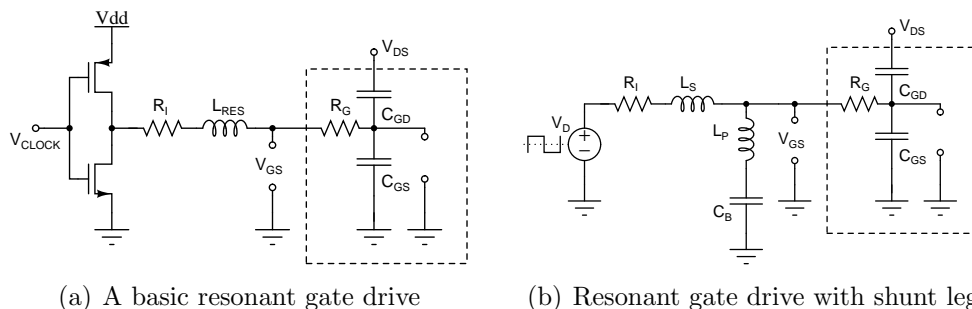 Vdd
V_DS
R_I
L_RES
R_G
C_GD
V_CLOCK
V_GS
C_GS
(a) A basic resonant gate drive
V_DS
R_I
L_S
R_G
C_GD
V_D
+
−
L_P
V_GS
C_GS
C_B
(b) Resonant gate drive with shunt leg